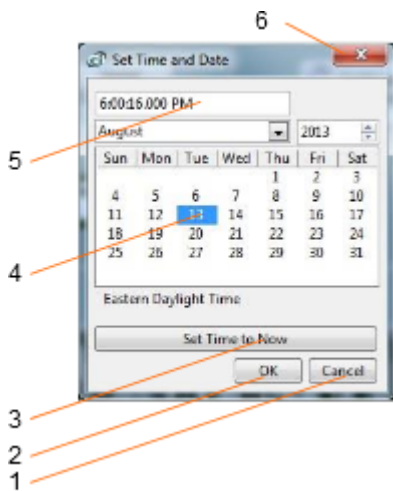 6
Set Time and Date
6:00:16.000 PM
August 2013
5
Sun Mon Tue Wed Thu Fri Sat
1 2 3
4 5 6 7 8 9 10
11 12 13 14 15 16 17
18 19 20 21 22 23 24
25 26 27 28 29 30 31
4
Eastern Daylight Time
Set Time to Now
OK Cancel
3
2
1